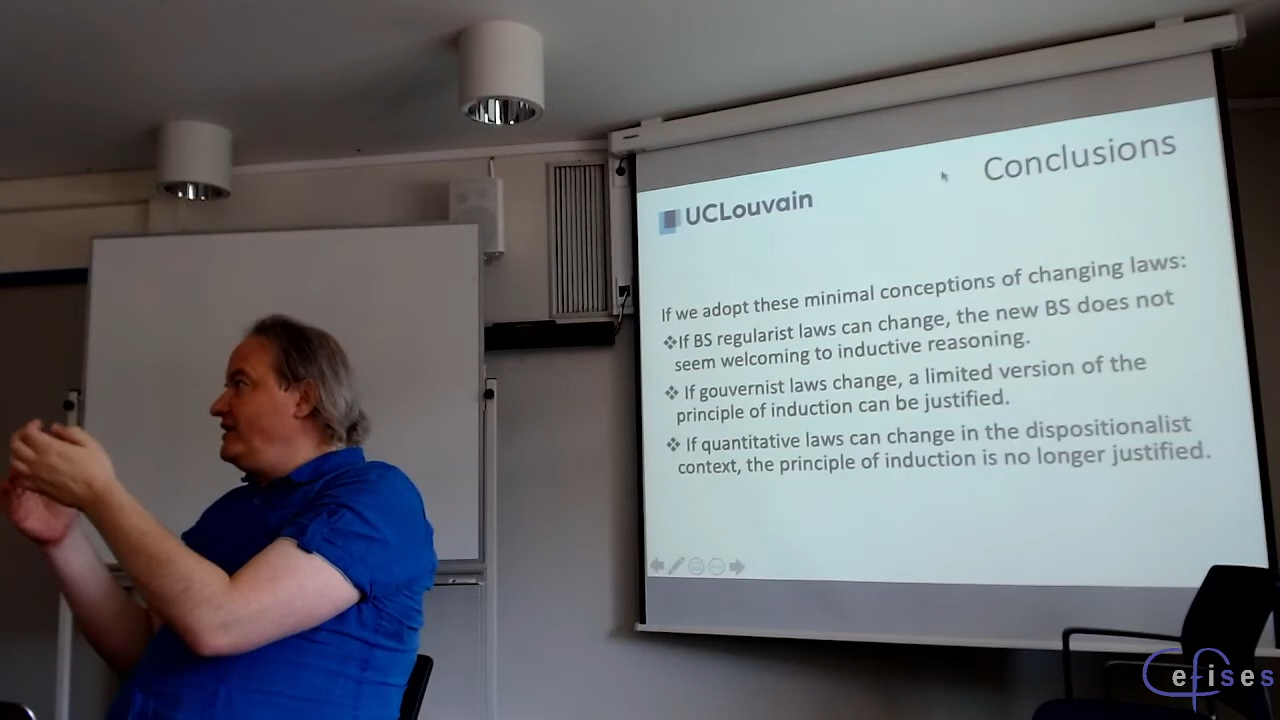 Conclusions
UCLouvain
If we adopt these minimal conceptions of changing laws:
❖If BS regularist laws can change, the new BS does not
seem welcoming to inductive reasoning.
❖ If gouvernist laws change, a limited version of the
principle of induction can be justified.
❖ If quantitative laws can change in the dispositionalist
context, the principle of induction is no longer justified.
Cefises